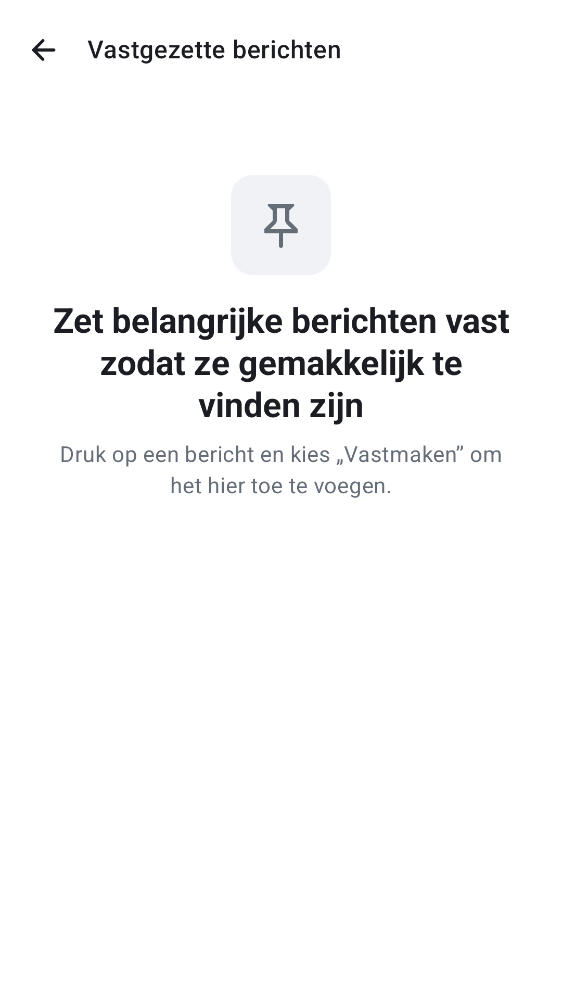 Vastgezette berichten
Zet belangrijke berichten vast
zodat ze gemakkelijk te
vinden zijn
Druk op een bericht en kies „Vastmaken” om
het hier toe te voegen.